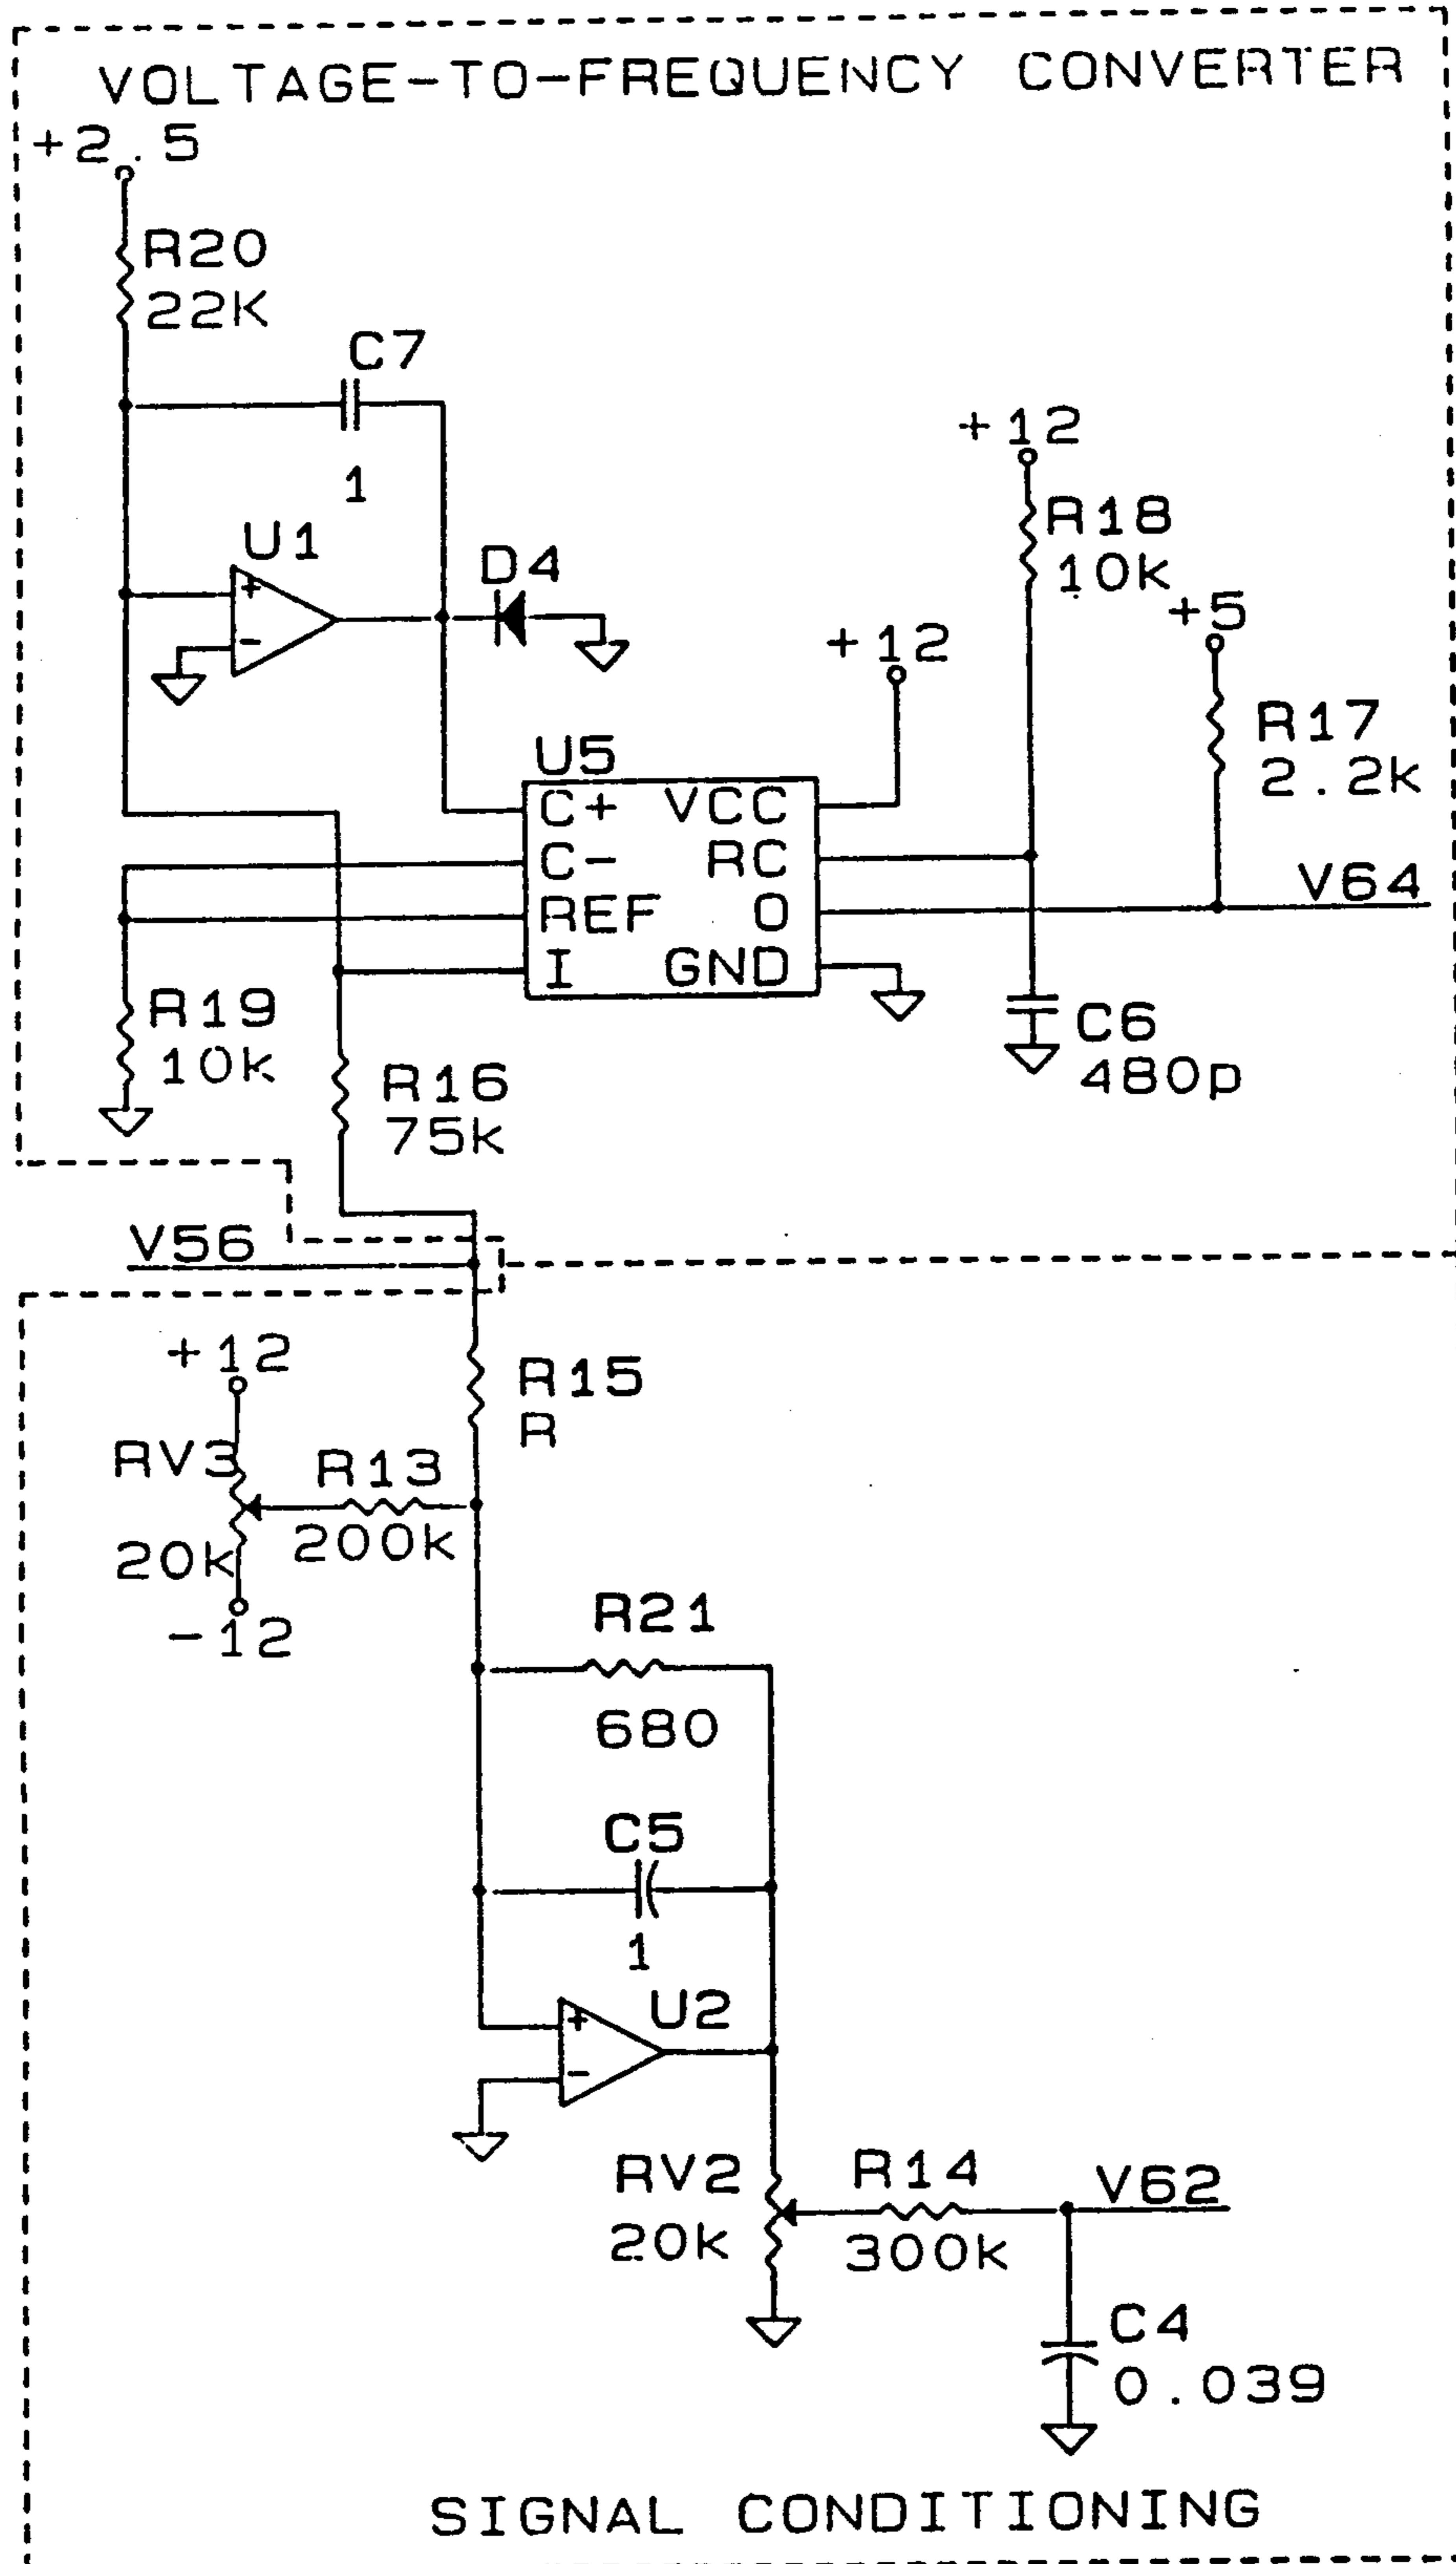 VOLTAGE-TO-FREQUENCY CONVERTER
+2.5
R20
22K
C7
1
U1
+
-
D4
+12
R18
10k
+12
+5
R17
2.2k
U5
C+ VCC
C- RC
REF O
I GND
V64
R19
10k
R16
75k
C6
480p
V56
+12
RV3
20K
-12
R13
200k
R15
R
R21
680
C5
1
U2
+
-
RV2
20k
R14
300k
V62
C4
0.039
SIGNAL CONDITIONING